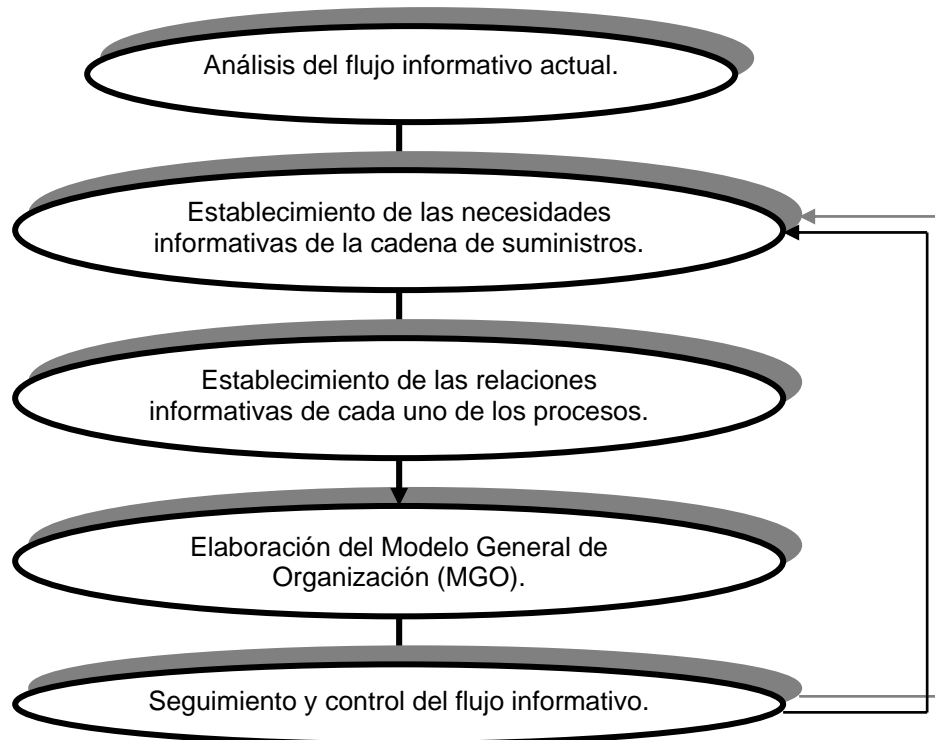 Análisis del flujo informativo actual.
Establecimiento de las necesidades
informativas de la cadena de suministros.
Establecimiento de las relaciones
informativas de cada uno de los procesos.
Elaboración del Modelo General de
Organización (MGO).
Seguimiento y control del flujo informativo.